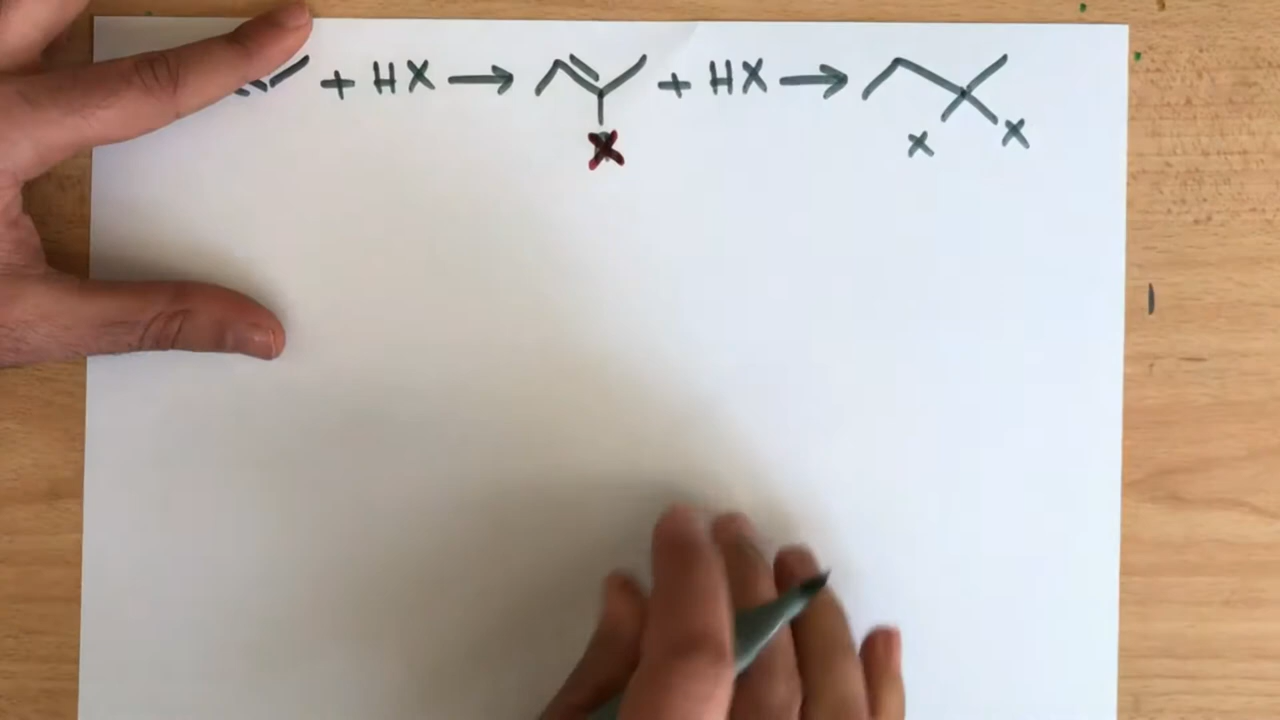 + HX → + HX →
X X X